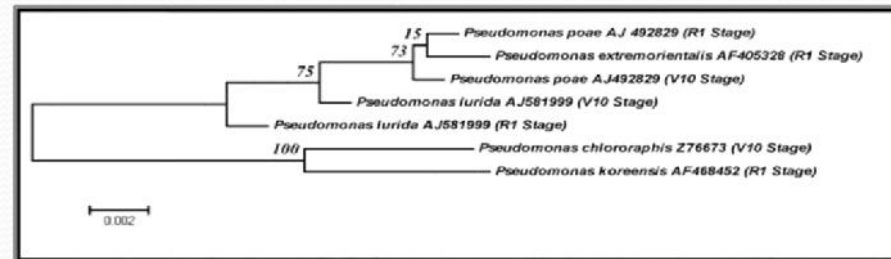 15
Pseudomonas poae AJ 492829 (R1 Stage)
73
Pseudomonas extremorientalis AF405328 (R1 Stage)
75
Pseudomonas poae AJ492829 (V10 Stage)
Pseudomonas lurida AJ581999 (V10 Stage)
Pseudomonas lurida AJ581999 (R1 Stage)
100
Pseudomonas chlororaphis Z76673 (V10 Stage)
Pseudomonas koreensis AF468452 (R1 Stage)
0.002